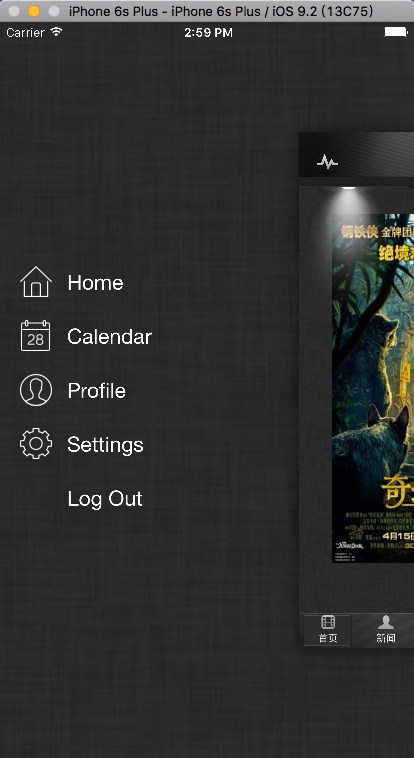 iPhone 6s Plus - iPhone 6s Plus / iOS 9.2 (13C75)
Carrier
2:59 PM
Home
28
Calendar
Profile
Settings
Log Out
钢铁侠 金牌团
绝境
奇
4月15日
首页
新闻